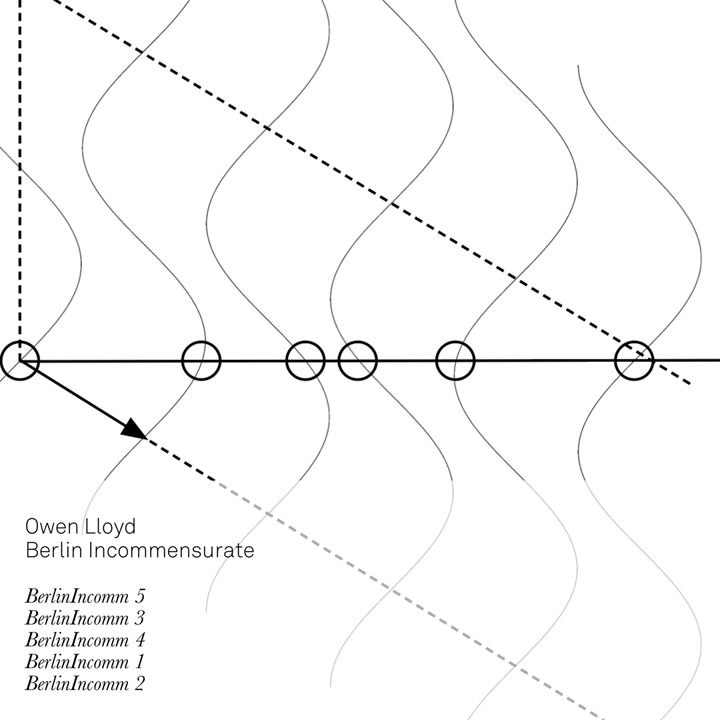 Owen Lloyd
Berlin Incommensurate
BerlinIncomm 5
BerlinIncomm 3
BerlinIncomm 4
BerlinIncomm 1
BerlinIncomm 2